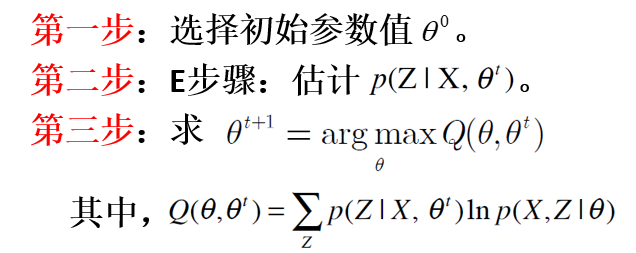 第一步：选择初始参数值 θ⁰。
第二步：E步骤：估计 p(Z | X, θᵗ)。
第三步：求 θᵗ⁺¹ = arg max_θ Q(θ,θᵗ)
其中，Q(θ,θᵗ) = ∑_Z p(Z | X, θᵗ) ln p(X,Z | θ)